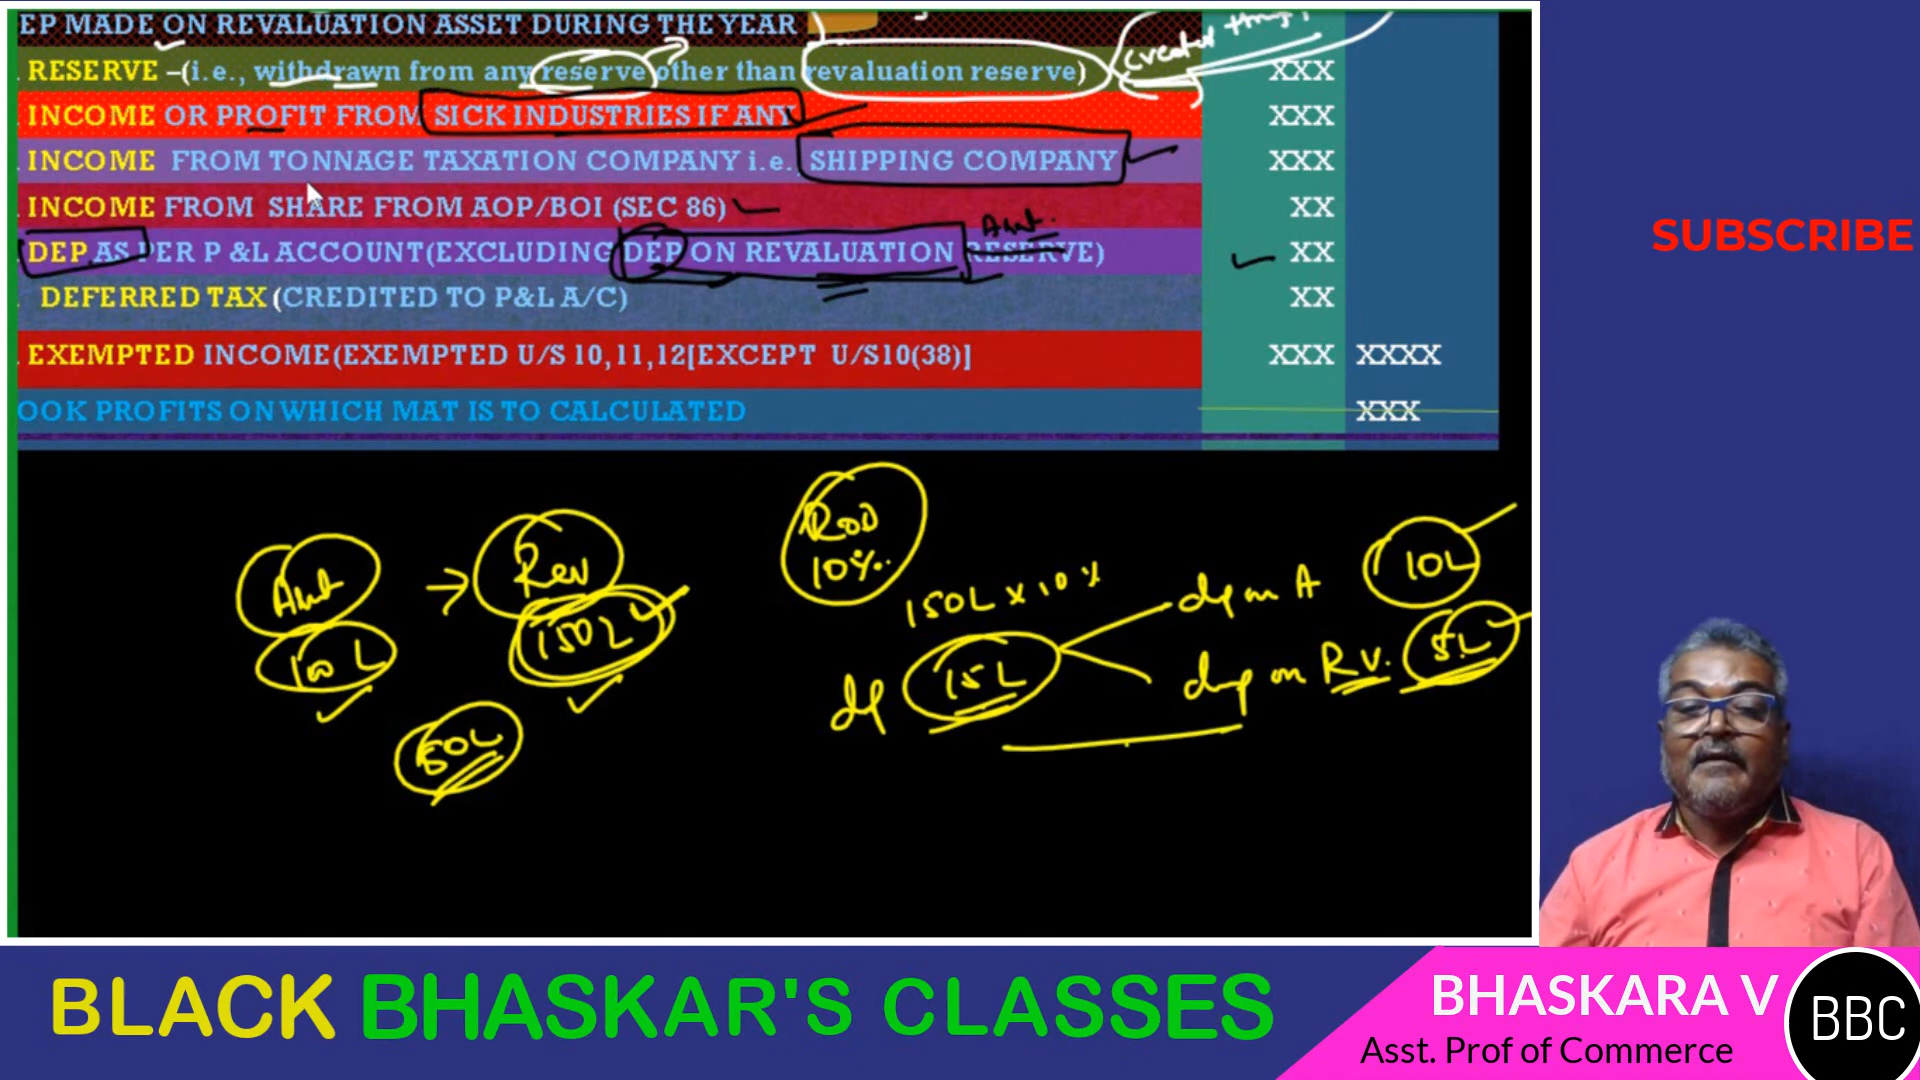 EP MADE ON REVALUATION ASSET DURING THE YEAR
RESERVE –(i.e., withdrawn from any reserve other than revaluation reserve) XXX
INCOME OR PROFIT FROM SICK INDUSTRIES IF ANY XXX
INCOME FROM TONNAGE TAXATION COMPANY i.e. SHIPPING COMPANY XXX
INCOME FROM SHARE FROM AOP/BOI (SEC 86) XX
DEP AS PER P &L ACCOUNT(EXCLUDING DEP ON REVALUATION RESERVE) XX
DEFERRED TAX (CREDITED TO P&L A/C) XX
EXEMPTED INCOME(EXEMPTED U/S 10,11,12[EXCEPT U/S10(38)] XXX XXXX
OOK PROFITS ON WHICH MAT IS TO CALCULATED XXX
SUBSCRIBE
→ Rev
150L
50L
ROD
10%
150L x 10%
15L
10L
dep on R.V. 5L
BLACK BHASKAR'S CLASSES
BHASKARA V
Asst. Prof of Commerce
BBC